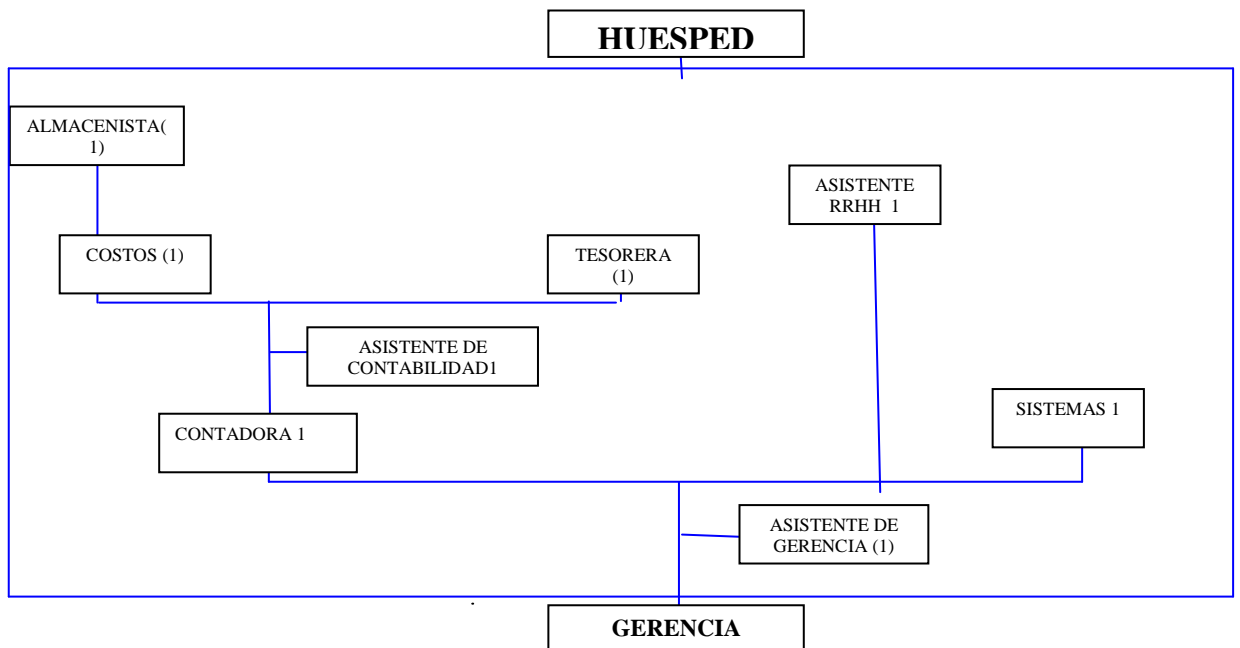 HUESPED
ALMACENISTA(
1)
ASISTENTE
RRHH 1
COSTOS (1)
TESORERA
(1)
ASISTENTE DE
CONTABILIDAD1
SISTEMAS 1
CONTADORA 1
ASISTENTE DE
GERENCIA (1)
.
GERENCIA